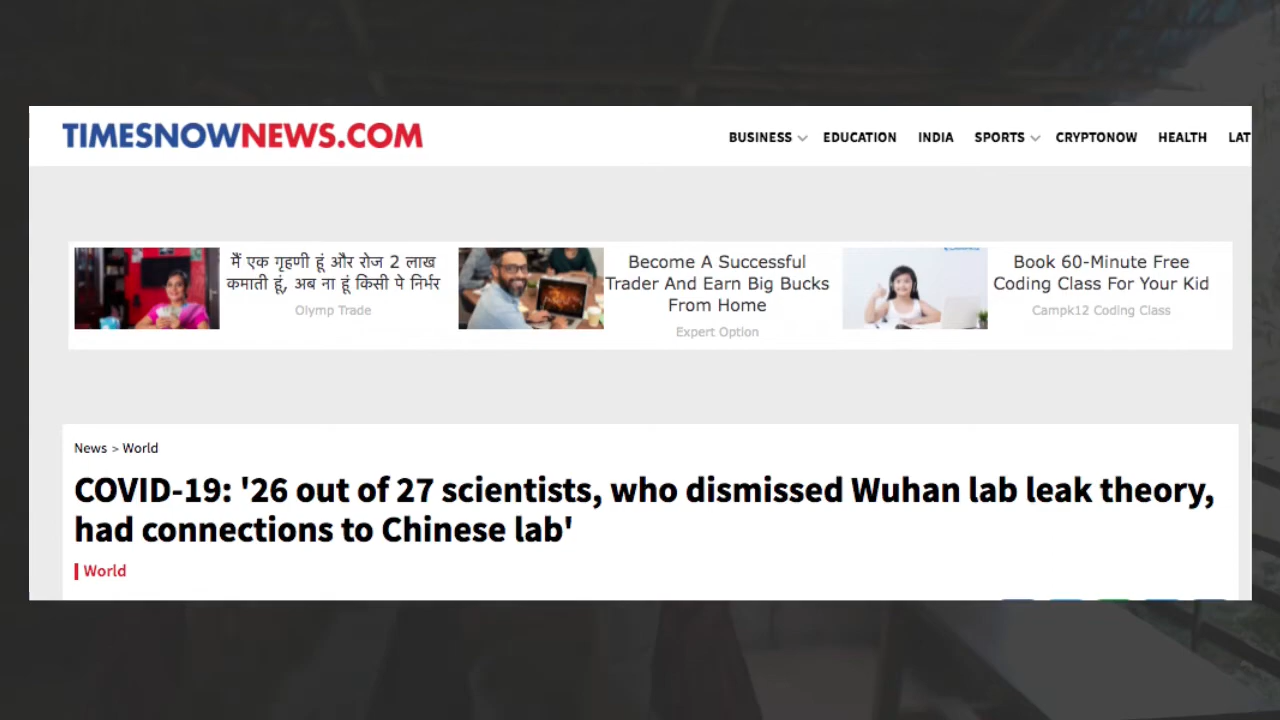 TIMESNOWNEWS.COM
BUSINESS EDUCATION INDIA SPORTS CRYPTONOW HEALTH LAT
मैं एक गृहणी हूं और रोज 2 लाख
कमाती हूं, अब ना हूं किसी पे निर्भर
Olymp Trade
Become A Successful
Trader And Earn Big Bucks
From Home
Expert Option
Book 60-Minute Free
Coding Class For Your Kid
Campk12 Coding Class
News > World
COVID-19: '26 out of 27 scientists, who dismissed Wuhan lab leak theory,
had connections to Chinese lab'
World